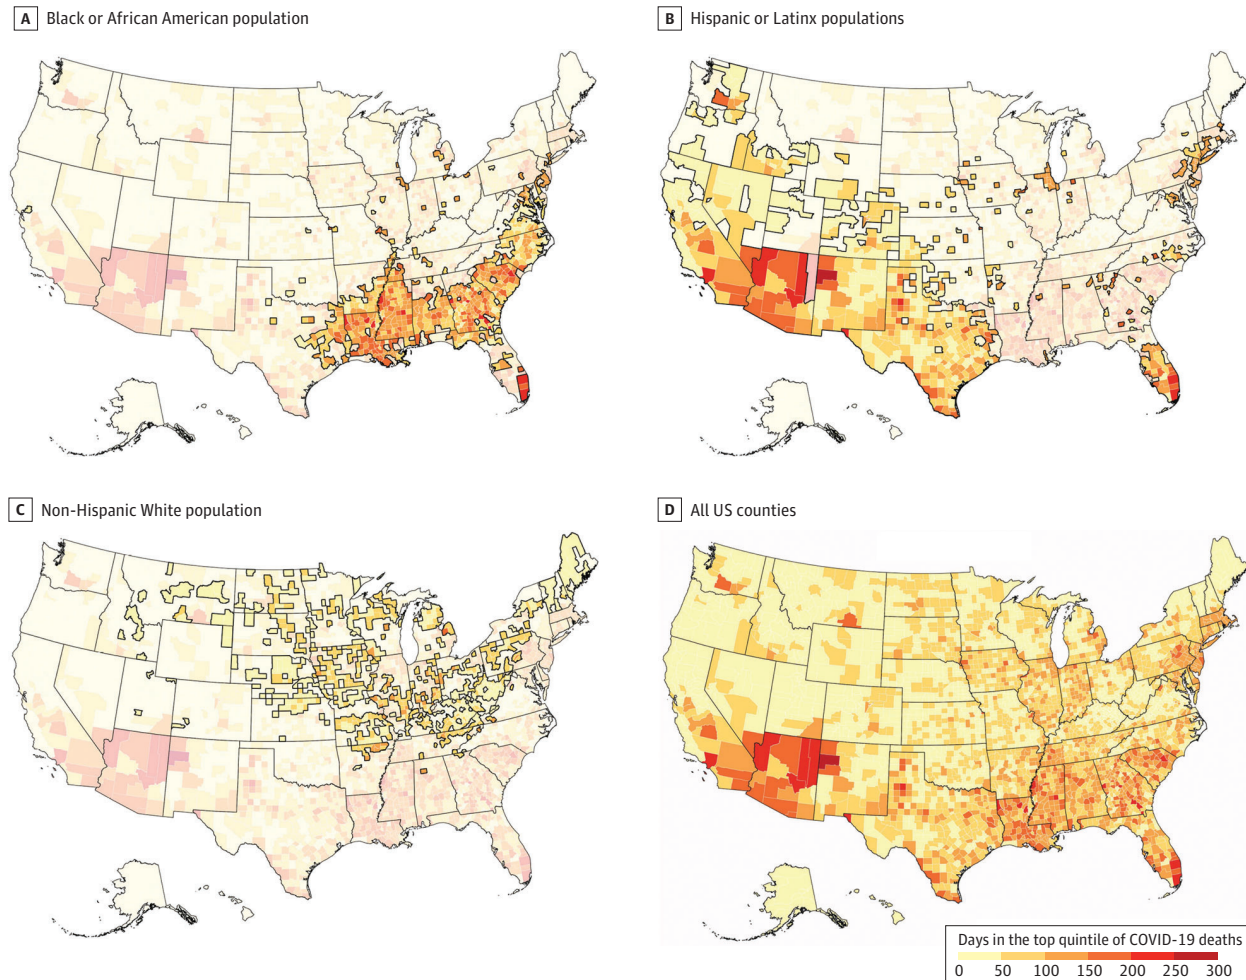 A Black or African American population
B Hispanic or Latinx populations
C Non-Hispanic White population
D All US counties
Days in the top quintile of COVID-19 deaths
0 50 100 150 200 250 300